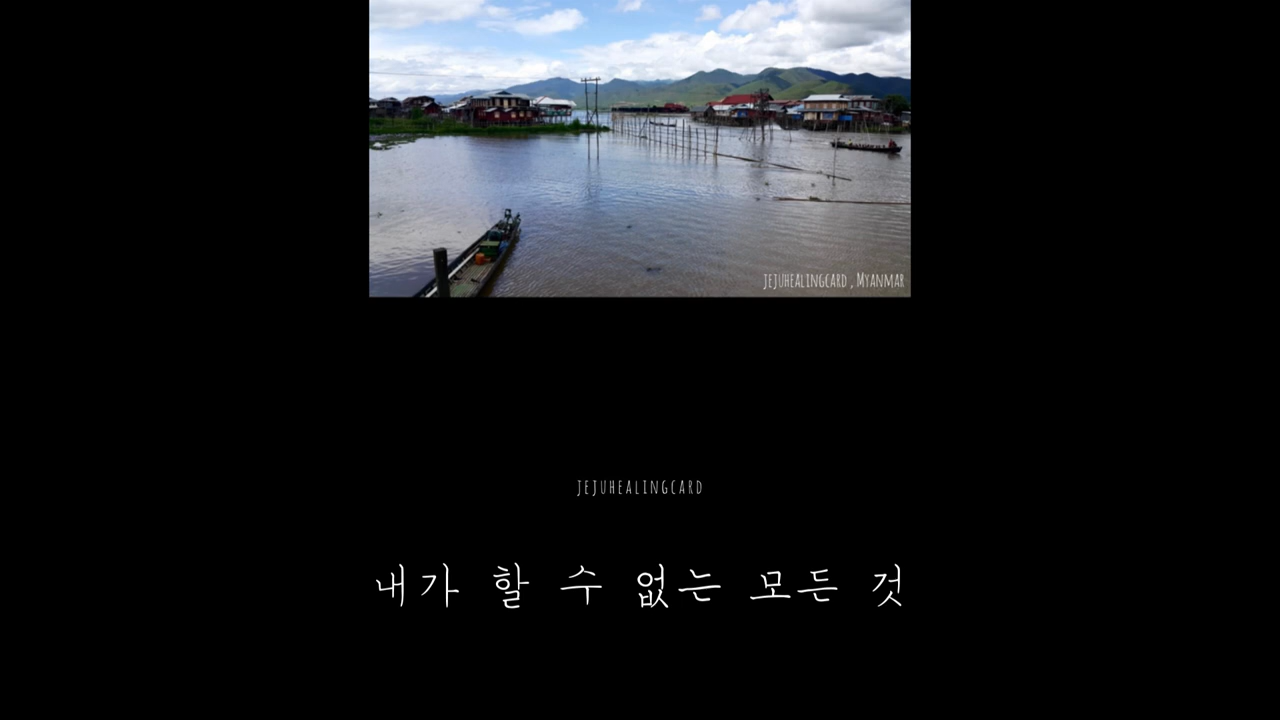 JEJUHEALINGCARD , MYANMAR
JEJUHEALINGCARD
내가 할 수 없는 모든 것